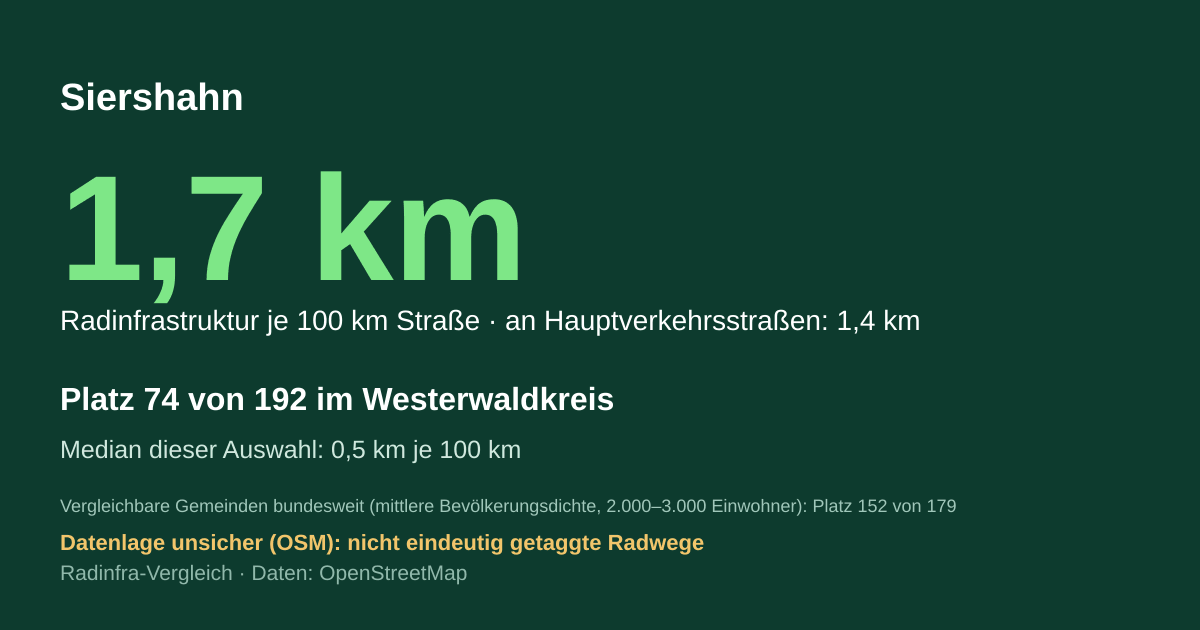 Siershahn
1,7 km
Radinfrastruktur je 100 km Straße · an Hauptverkehrsstraßen: 1,4 km
Platz 74 von 192 im Westerwaldkreis
Median dieser Auswahl: 0,5 km je 100 km
Vergleichbare Gemeinden bundesweit (mittlere Bevölkerungsdichte, 2.000–3.000 Einwohner): Platz 152 von 179
Datenlage unsicher (OSM): nicht eindeutig getaggte Radwege
Radinfra-Vergleich · Daten: OpenStreetMap